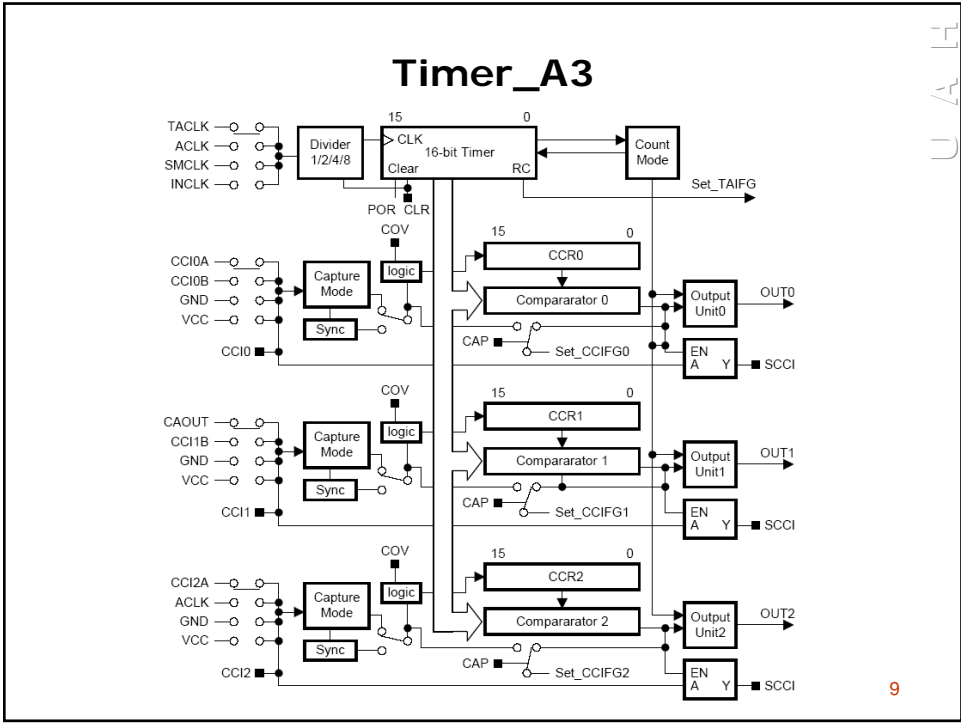 U A H
Timer_A3
15 0
TACLK
ACLK
SMCLK
INCLK
Divider
1/2/4/8
CLK
16-bit Timer
Clear RC
Count
Mode
POR CLR
Set_TAIFG
CCI0A
CCI0B
GND
VCC
CCI0
Capture
Mode
Sync
COV
logic
15 0
CCR0
Compararator 0
CAP
Set_CCIFG0
Output
Unit0
OUT0
EN
A Y
SCCI
CAOUT
CCI1B
GND
VCC
CCI1
Capture
Mode
Sync
COV
logic
15 0
CCR1
Compararator 1
CAP
Set_CCIFG1
Output
Unit1
OUT1
EN
A Y
SCCI
CCI2A
ACLK
GND
VCC
CCI2
Capture
Mode
Sync
COV
logic
15 0
CCR2
Compararator 2
CAP
Set_CCIFG2
Output
Unit2
OUT2
EN
A Y
SCCI
9